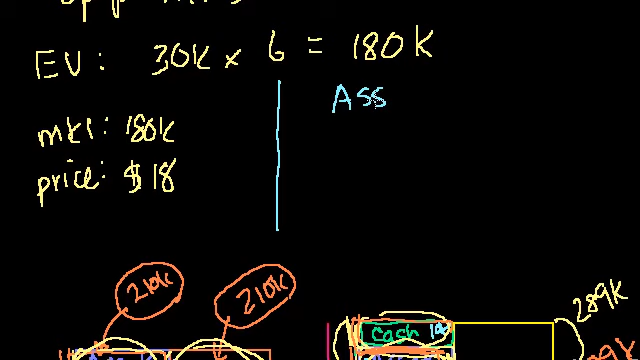 EV: 30K x 6 = 180K
Ass
mkt: 180K
price: $18
210K
210K
289K
Cash